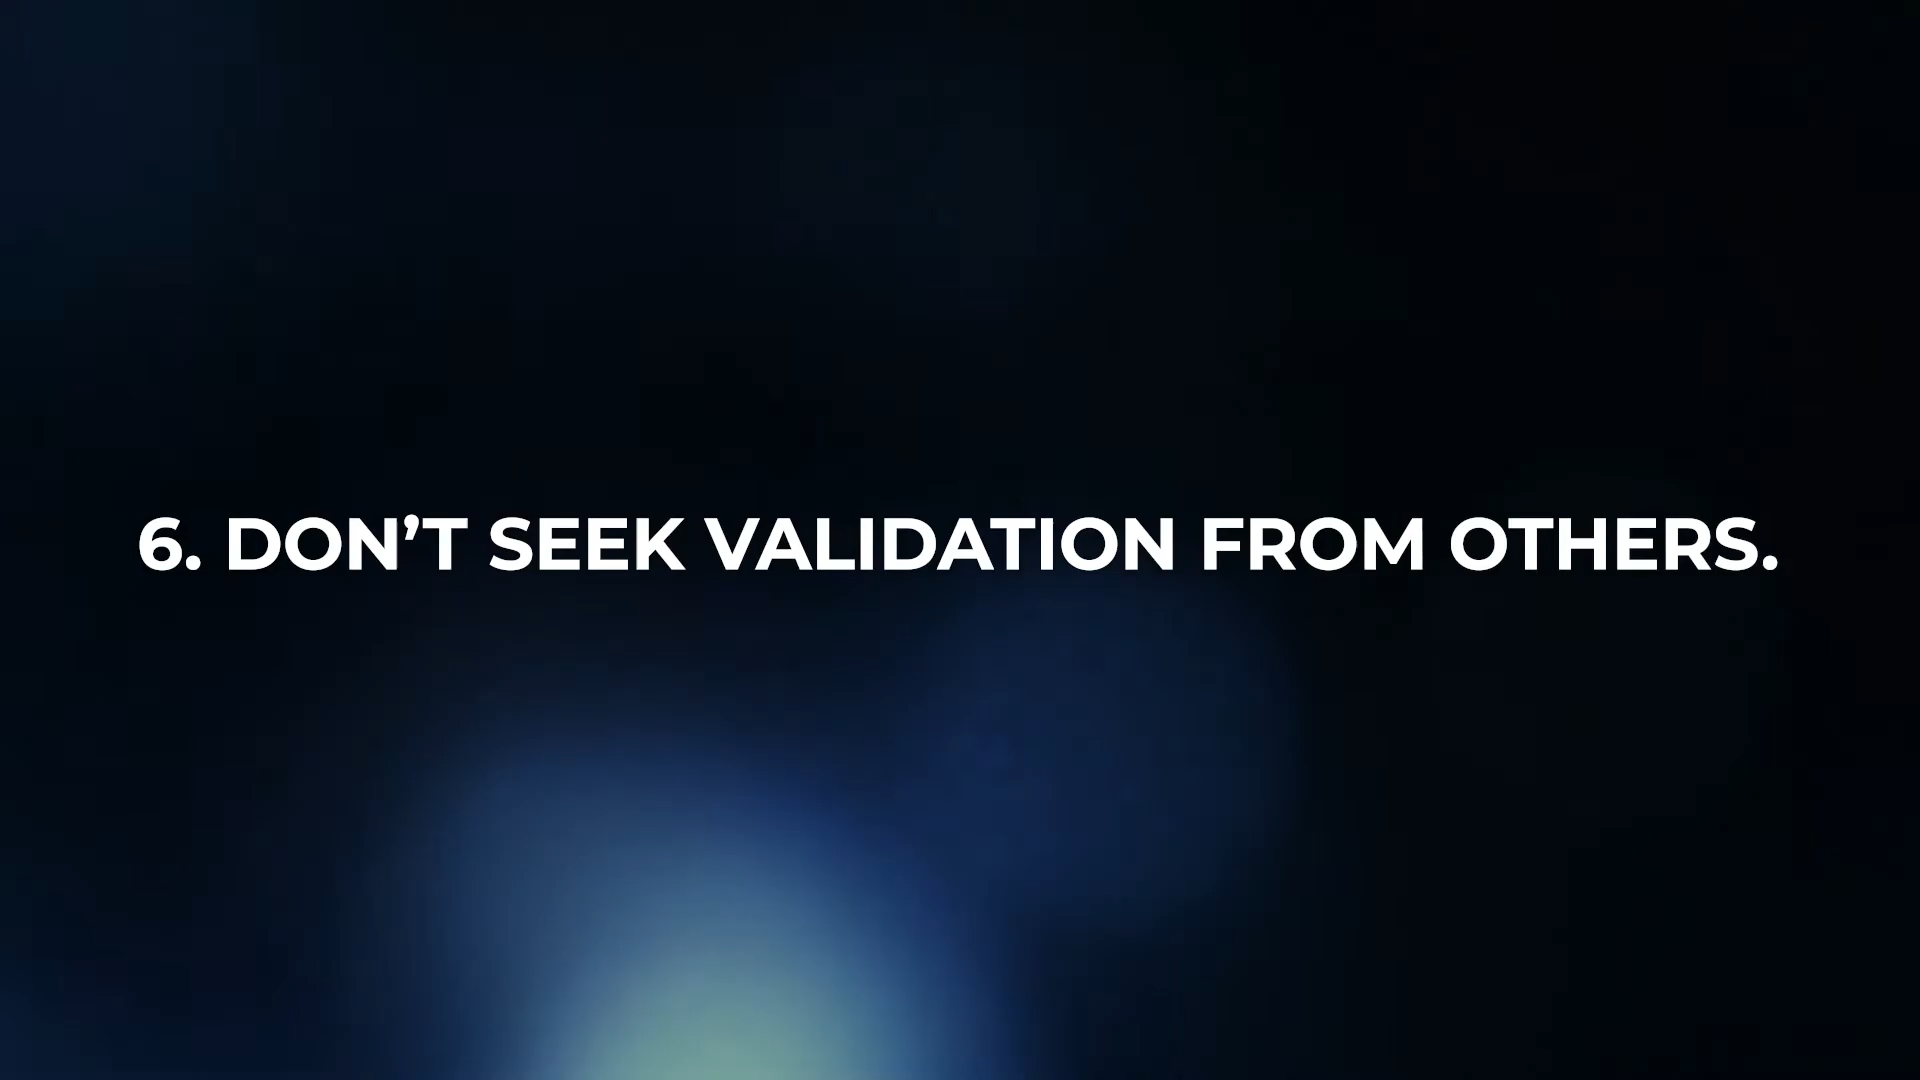 6. DON’T SEEK VALIDATION FROM OTHERS.